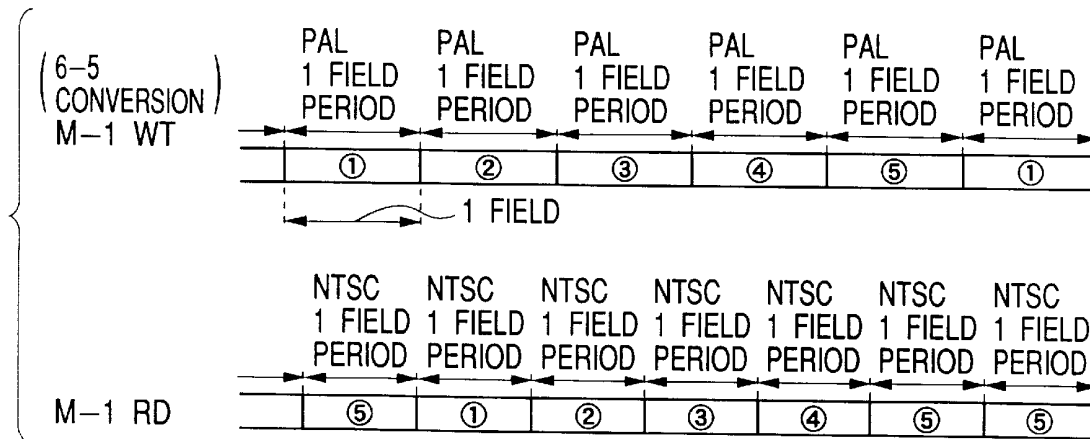 PAL PAL PAL PAL PAL PAL
(6–5 1 FIELD 1 FIELD 1 FIELD 1 FIELD 1 FIELD 1 FIELD
CONVERSION) PERIOD PERIOD PERIOD PERIOD PERIOD PERIOD
M–1 WT
① ② ③ ④ ⑤ ①
1 FIELD
NTSC NTSC NTSC NTSC NTSC NTSC NTSC
1 FIELD 1 FIELD 1 FIELD 1 FIELD 1 FIELD 1 FIELD 1 FIELD
PERIOD PERIOD PERIOD PERIOD PERIOD PERIOD PERIOD
M–1 RD ⑤ ① ② ③ ④ ⑤ ⑤